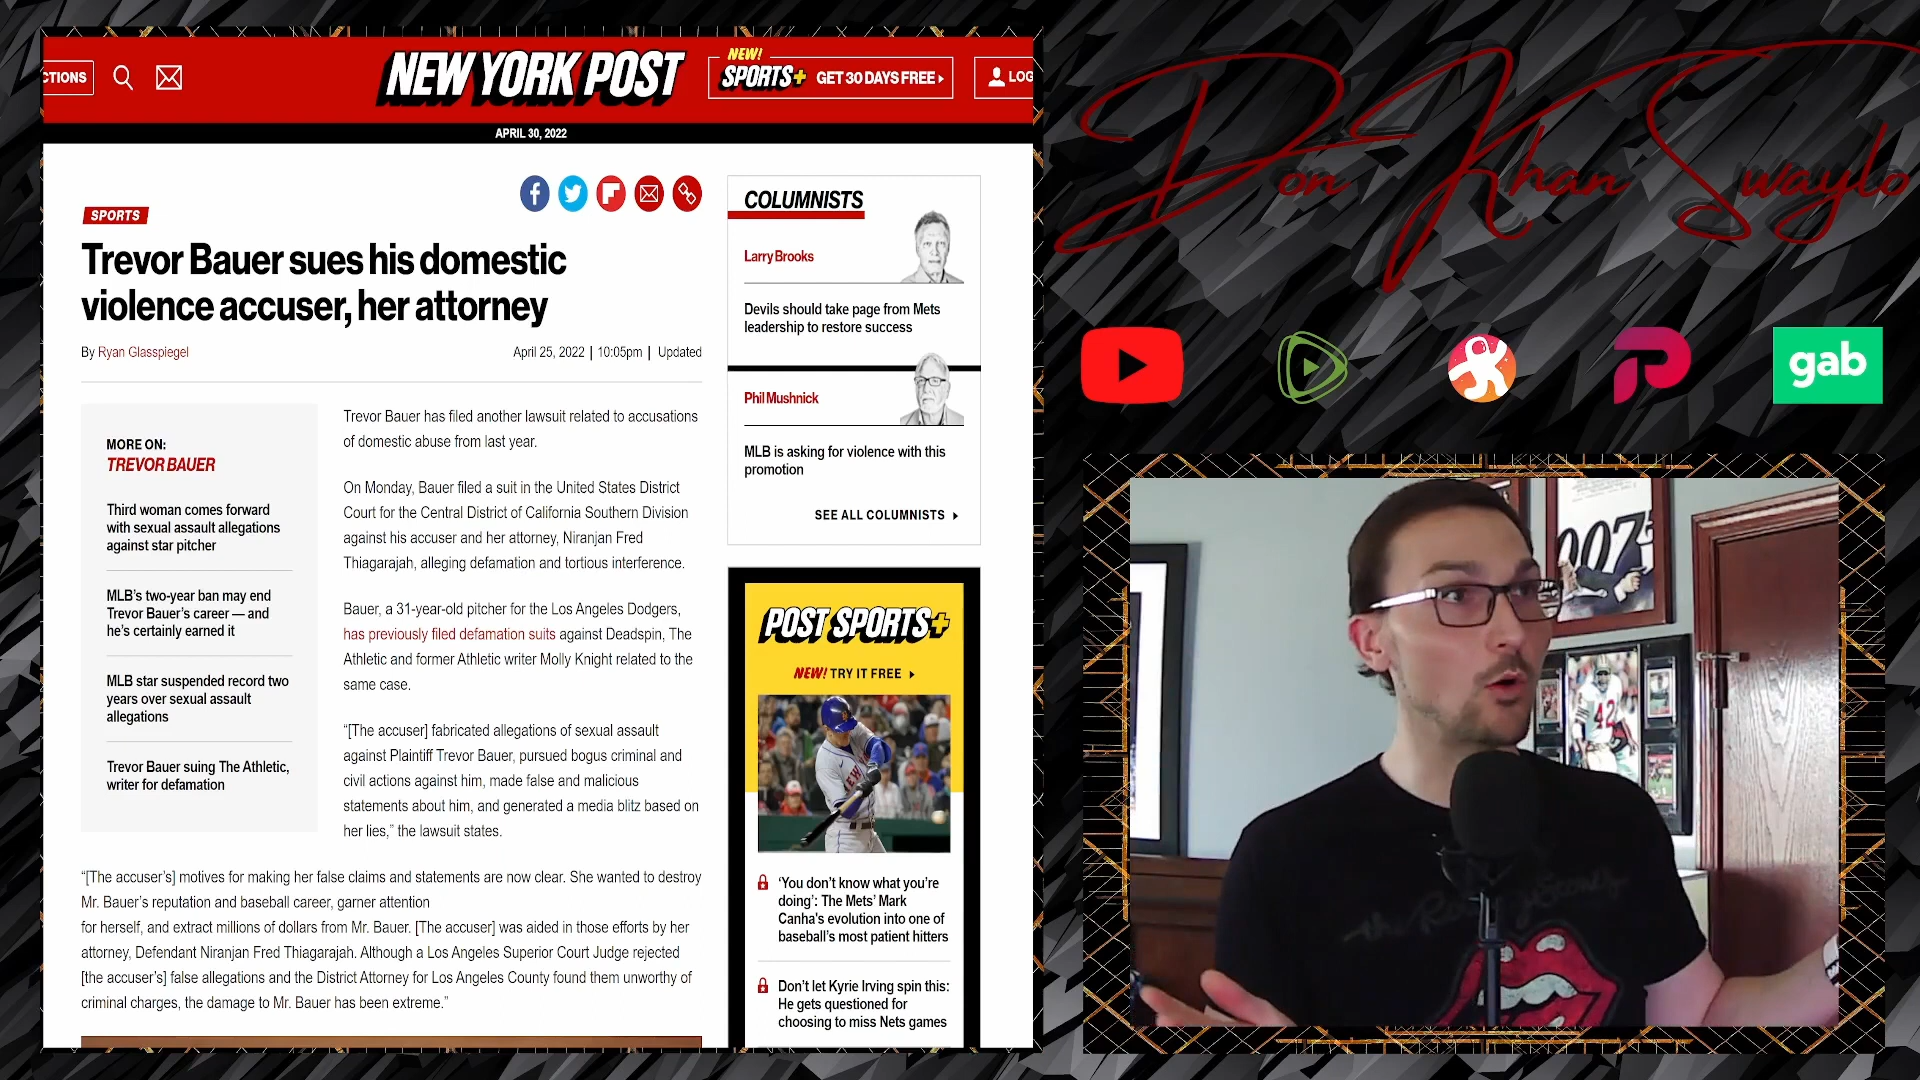 CTIONS
NEW YORK POST
NEW!
SPORTS+ GET 30 DAYS FREE
LOG
APRIL 30, 2022
SPORTS
Trevor Bauer sues his domestic
violence accuser, her attorney
By Ryan Glasspiegel
April 25, 2022 | 10:05pm | Updated
MORE ON:
TREVOR BAUER
Third woman comes forward
with sexual assault allegations
against star pitcher
MLB's two-year ban may end
Trevor Bauer's career — and
he's certainly earned it
MLB star suspended record two
years over sexual assault
allegations
Trevor Bauer suing The Athletic,
writer for defamation
Trevor Bauer has filed another lawsuit related to accusations
of domestic abuse from last year.
On Monday, Bauer filed a suit in the United States District
Court for the Central District of California Southern Division
against his accuser and her attorney, Niranjan Fred
Thiagarajah, alleging defamation and tortious interference.
Bauer, a 31-year-old pitcher for the Los Angeles Dodgers,
has previously filed defamation suits against Deadspin, The
Athletic and former Athletic writer Molly Knight related to the
same case.
“[The accuser] fabricated allegations of sexual assault
against Plaintiff Trevor Bauer, pursued bogus criminal and
civil actions against him, made false and malicious
statements about him, and generated a media blitz based on
her lies,” the lawsuit states.
“[The accuser's] motives for making her false claims and statements are now clear. She wanted to destroy
Mr. Bauer's reputation and baseball career, garner attention
for herself, and extract millions of dollars from Mr. Bauer. [The accuser] was aided in those efforts by her
attorney, Defendant Niranjan Fred Thiagarajah. Although a Los Angeles Superior Court Judge rejected
[the accuser's] false allegations and the District Attorney for Los Angeles County found them unworthy of
criminal charges, the damage to Mr. Bauer has been extreme.”
COLUMNISTS
Larry Brooks
Devils should take page from Mets
leadership to restore success
Phil Mushnick
MLB is asking for violence with this
promotion
SEE ALL COLUMNISTS
POST SPORTS+
NEW! TRY IT FREE
‘You don't know what you're
doing’: The Mets’ Mark
Canha's evolution into one of
baseball's most patient hitters
Don't let Kyrie Irving spin this:
He gets questioned for
choosing to miss Nets games
Don Khan Swaylo
gab
007
42